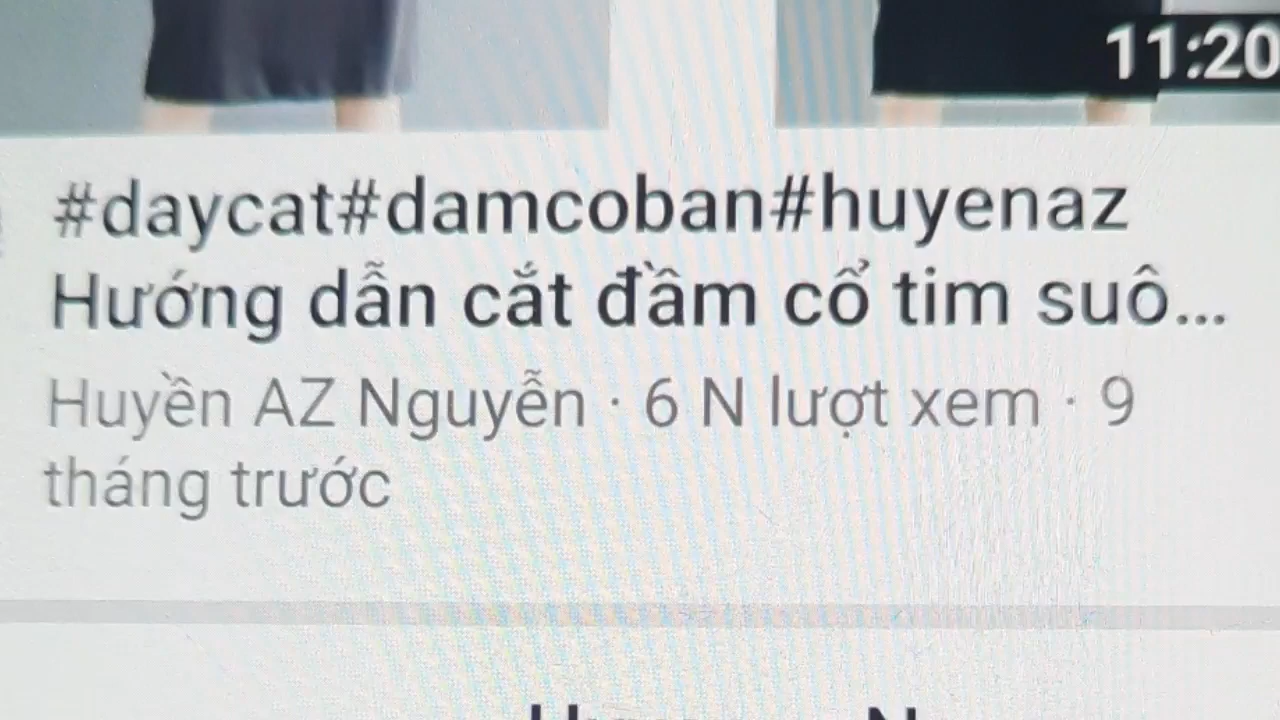 11:20
#daycat#damcoban#huyenaz
Hướng dẫn cắt đầm cổ tim suô...
Huyền AZ Nguyễn · 6 N lượt xem · 9
tháng trước